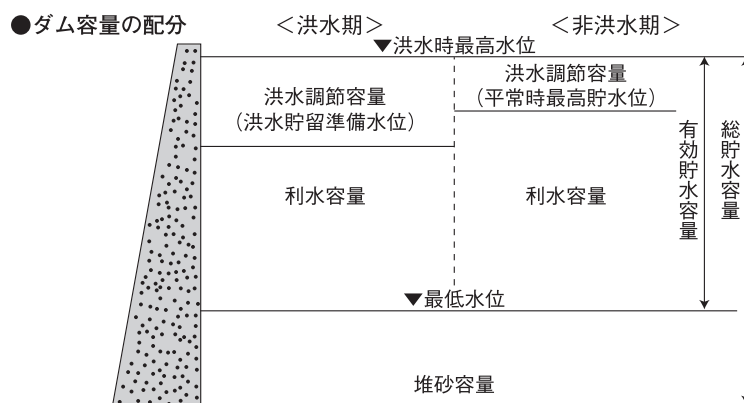 ●ダム容量の配分
＜洪水期＞
＜非洪水期＞
▼洪水時最高水位
洪水調節容量
（洪水貯留準備水位）
洪水調節容量
（平常時最高貯水位）
利水容量
利水容量
有効貯水容量
総貯水容量
▼最低水位
堆砂容量